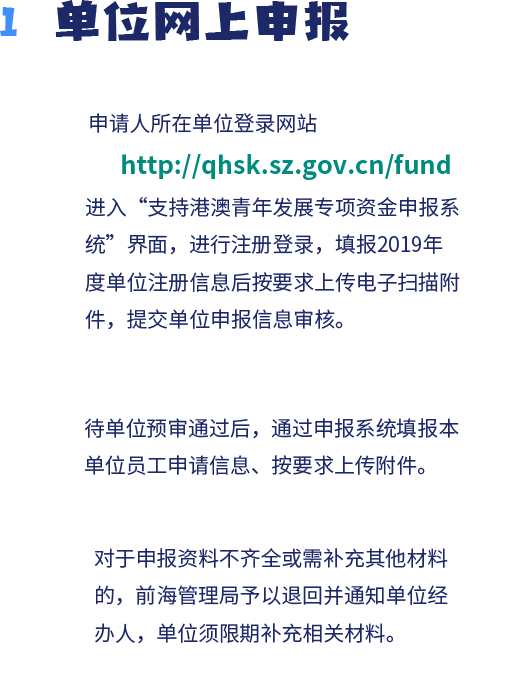 1 单位网上申报
申请人所在单位登录网站
http://qhsk.sz.gov.cn/fund
进入“支持港澳青年发展专项资金申报系
统”界面，进行注册登录，填报2019年
度单位注册信息后按要求上传电子扫描附
件，提交单位申报信息审核。
待单位预审通过后，通过申报系统填报本
单位员工申请信息、按要求上传附件。
对于申报资料不齐全或需补充其他材料
的，前海管理局予以退回并通知单位经
办人，单位须限期补充相关材料。